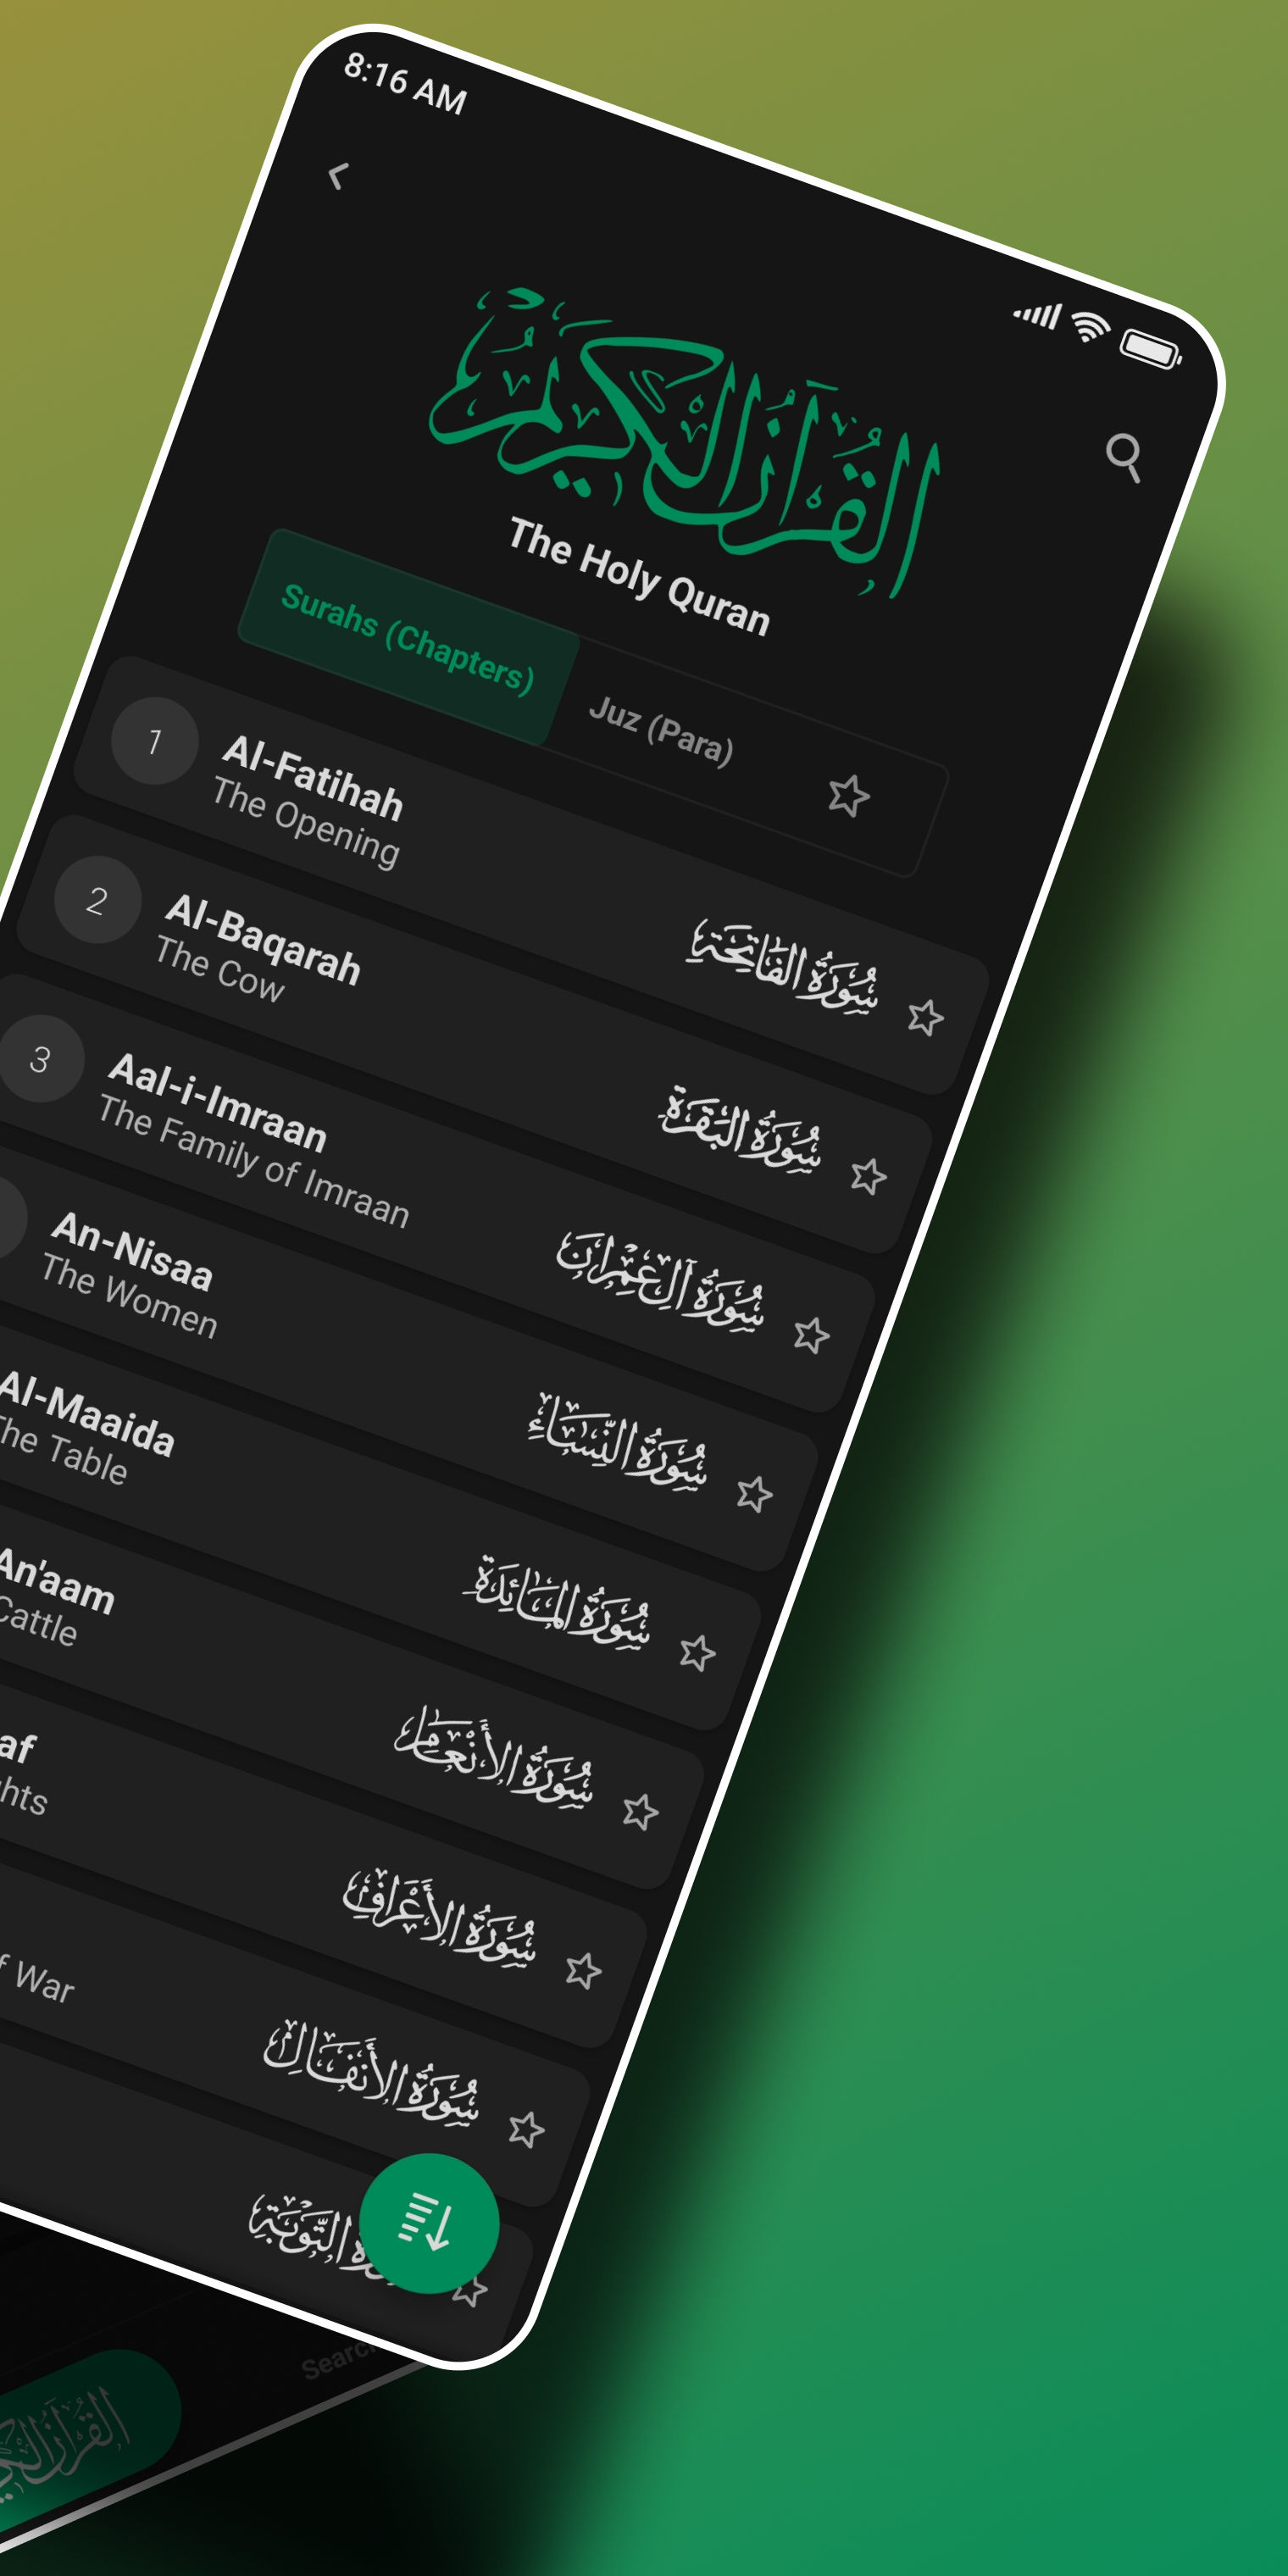 8:16 AM
القرآن الكريم
The Holy Quran
Surahs (Chapters)
Juz (Para)
1
Al-Fatihah
The Opening
سُورَةُ الفَاتِحَةِ
2
Al-Baqarah
The Cow
سُورَةُ البَقَرَةِ
3
Aal-i-Imraan
The Family of Imraan
سُورَةُ آلِ عِمْرَانَ
An-Nisaa
The Women
سُورَةُ النِّسَاءِ
Al-Maaida
The Table
سُورَةُ المَائِدَةِ
An'aam
Cattle
سُورَةُ الأَنْعَامِ
af
hts
سُورَةُ الأَعْرَافِ
f War
سُورَةُ الأَنفَالِ
التَّوْبَةِ
Search
القرآن